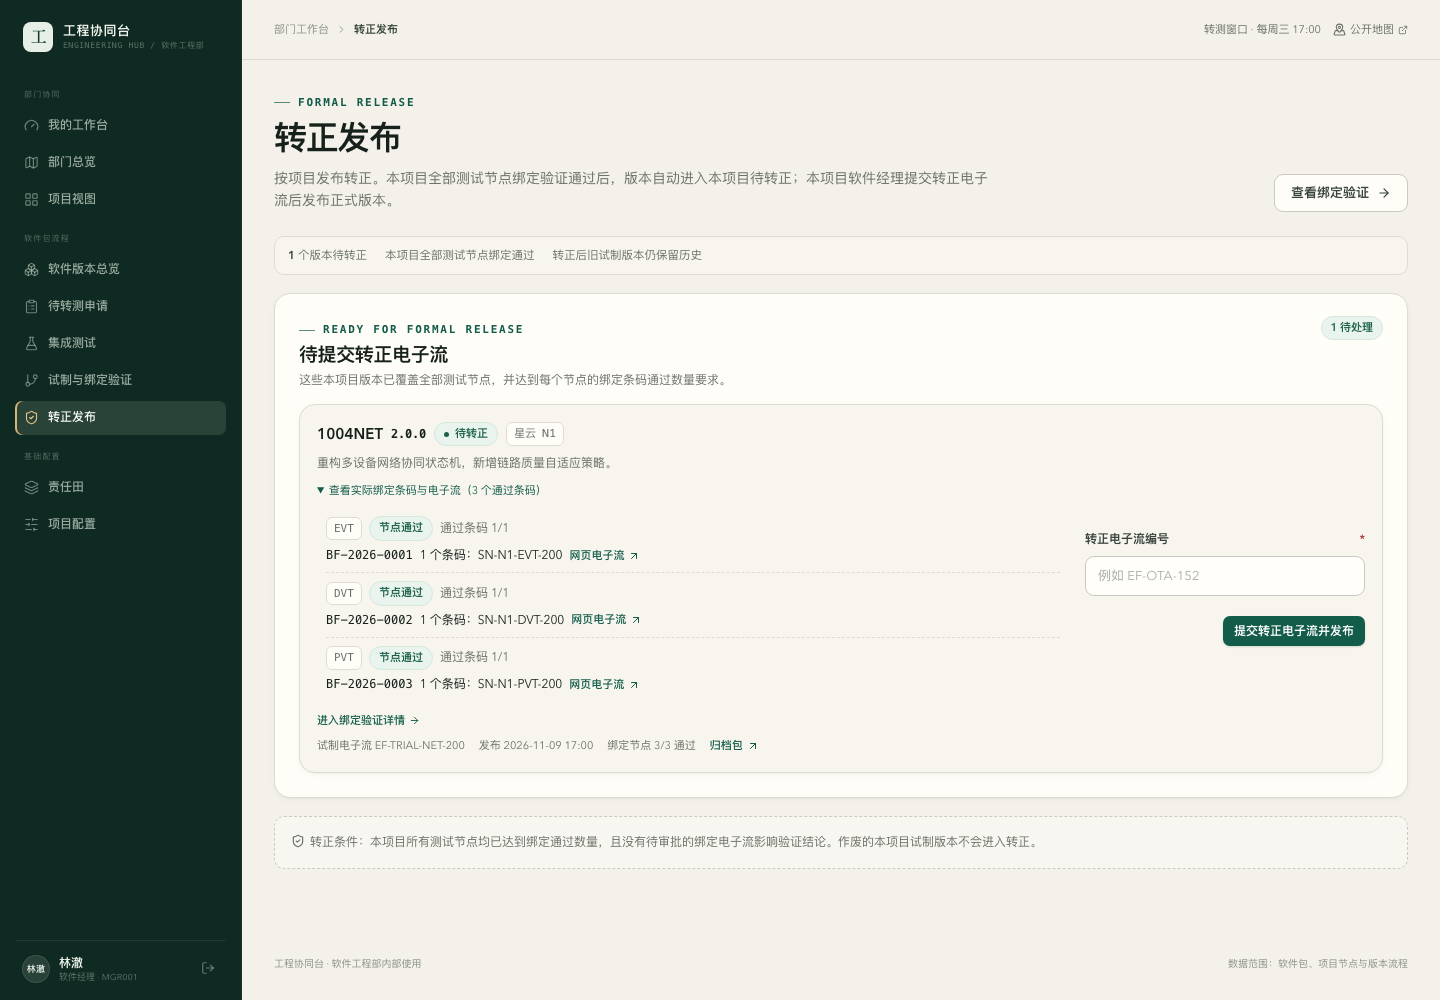 工
工程协同台
ENGINEERING HUB / 软件工程部
部门协同
我的工作台
部门总览
项目视图
软件包流程
软件版本总览
待转测申请
集成测试
试制与绑定验证
转正发布
基础配置
责任田
项目配置
林澈
林澈
软件经理 · MGR001
部门工作台 > 转正发布
转测窗口 · 每周三 17:00 公开地图
FORMAL RELEASE
转正发布
按项目发布转正。本项目全部测试节点绑定验证通过后，版本自动进入本项目待转正；本项目软件经理提交转正电子
流后发布正式版本。
查看绑定验证 →
1 个版本待转正 本项目全部测试节点绑定通过 转正后旧试制版本仍保留历史
READY FOR FORMAL RELEASE
1 待处理
待提交转正电子流
这些本项目版本已覆盖全部测试节点，并达到每个节点的绑定条码通过数量要求。
1004NET 2.0.0 待转正 星云 N1
重构多设备网络协同状态机，新增链路质量自适应策略。
▼ 查看实际绑定条码与电子流（3 个通过条码）
EVT 节点通过 通过条码 1/1
BF-2026-0001 1 个条码：SN-N1-EVT-200 网页电子流
DVT 节点通过 通过条码 1/1
BF-2026-0002 1 个条码：SN-N1-DVT-200 网页电子流
PVT 节点通过 通过条码 1/1
BF-2026-0003 1 个条码：SN-N1-PVT-200 网页电子流
转正电子流编号 *
例如 EF-OTA-152
提交转正电子流并发布
进入绑定验证详情 →
试制电子流 EF-TRIAL-NET-200 发布 2026-11-09 17:00 绑定节点 3/3 通过 归档包
转正条件：本项目所有测试节点均已达到绑定通过数量，且没有待审批的绑定电子流影响验证结论。作废的本项目试制版本不会进入转正。
工程协同台 · 软件工程部内部使用
数据范围：软件包、项目节点与版本流程